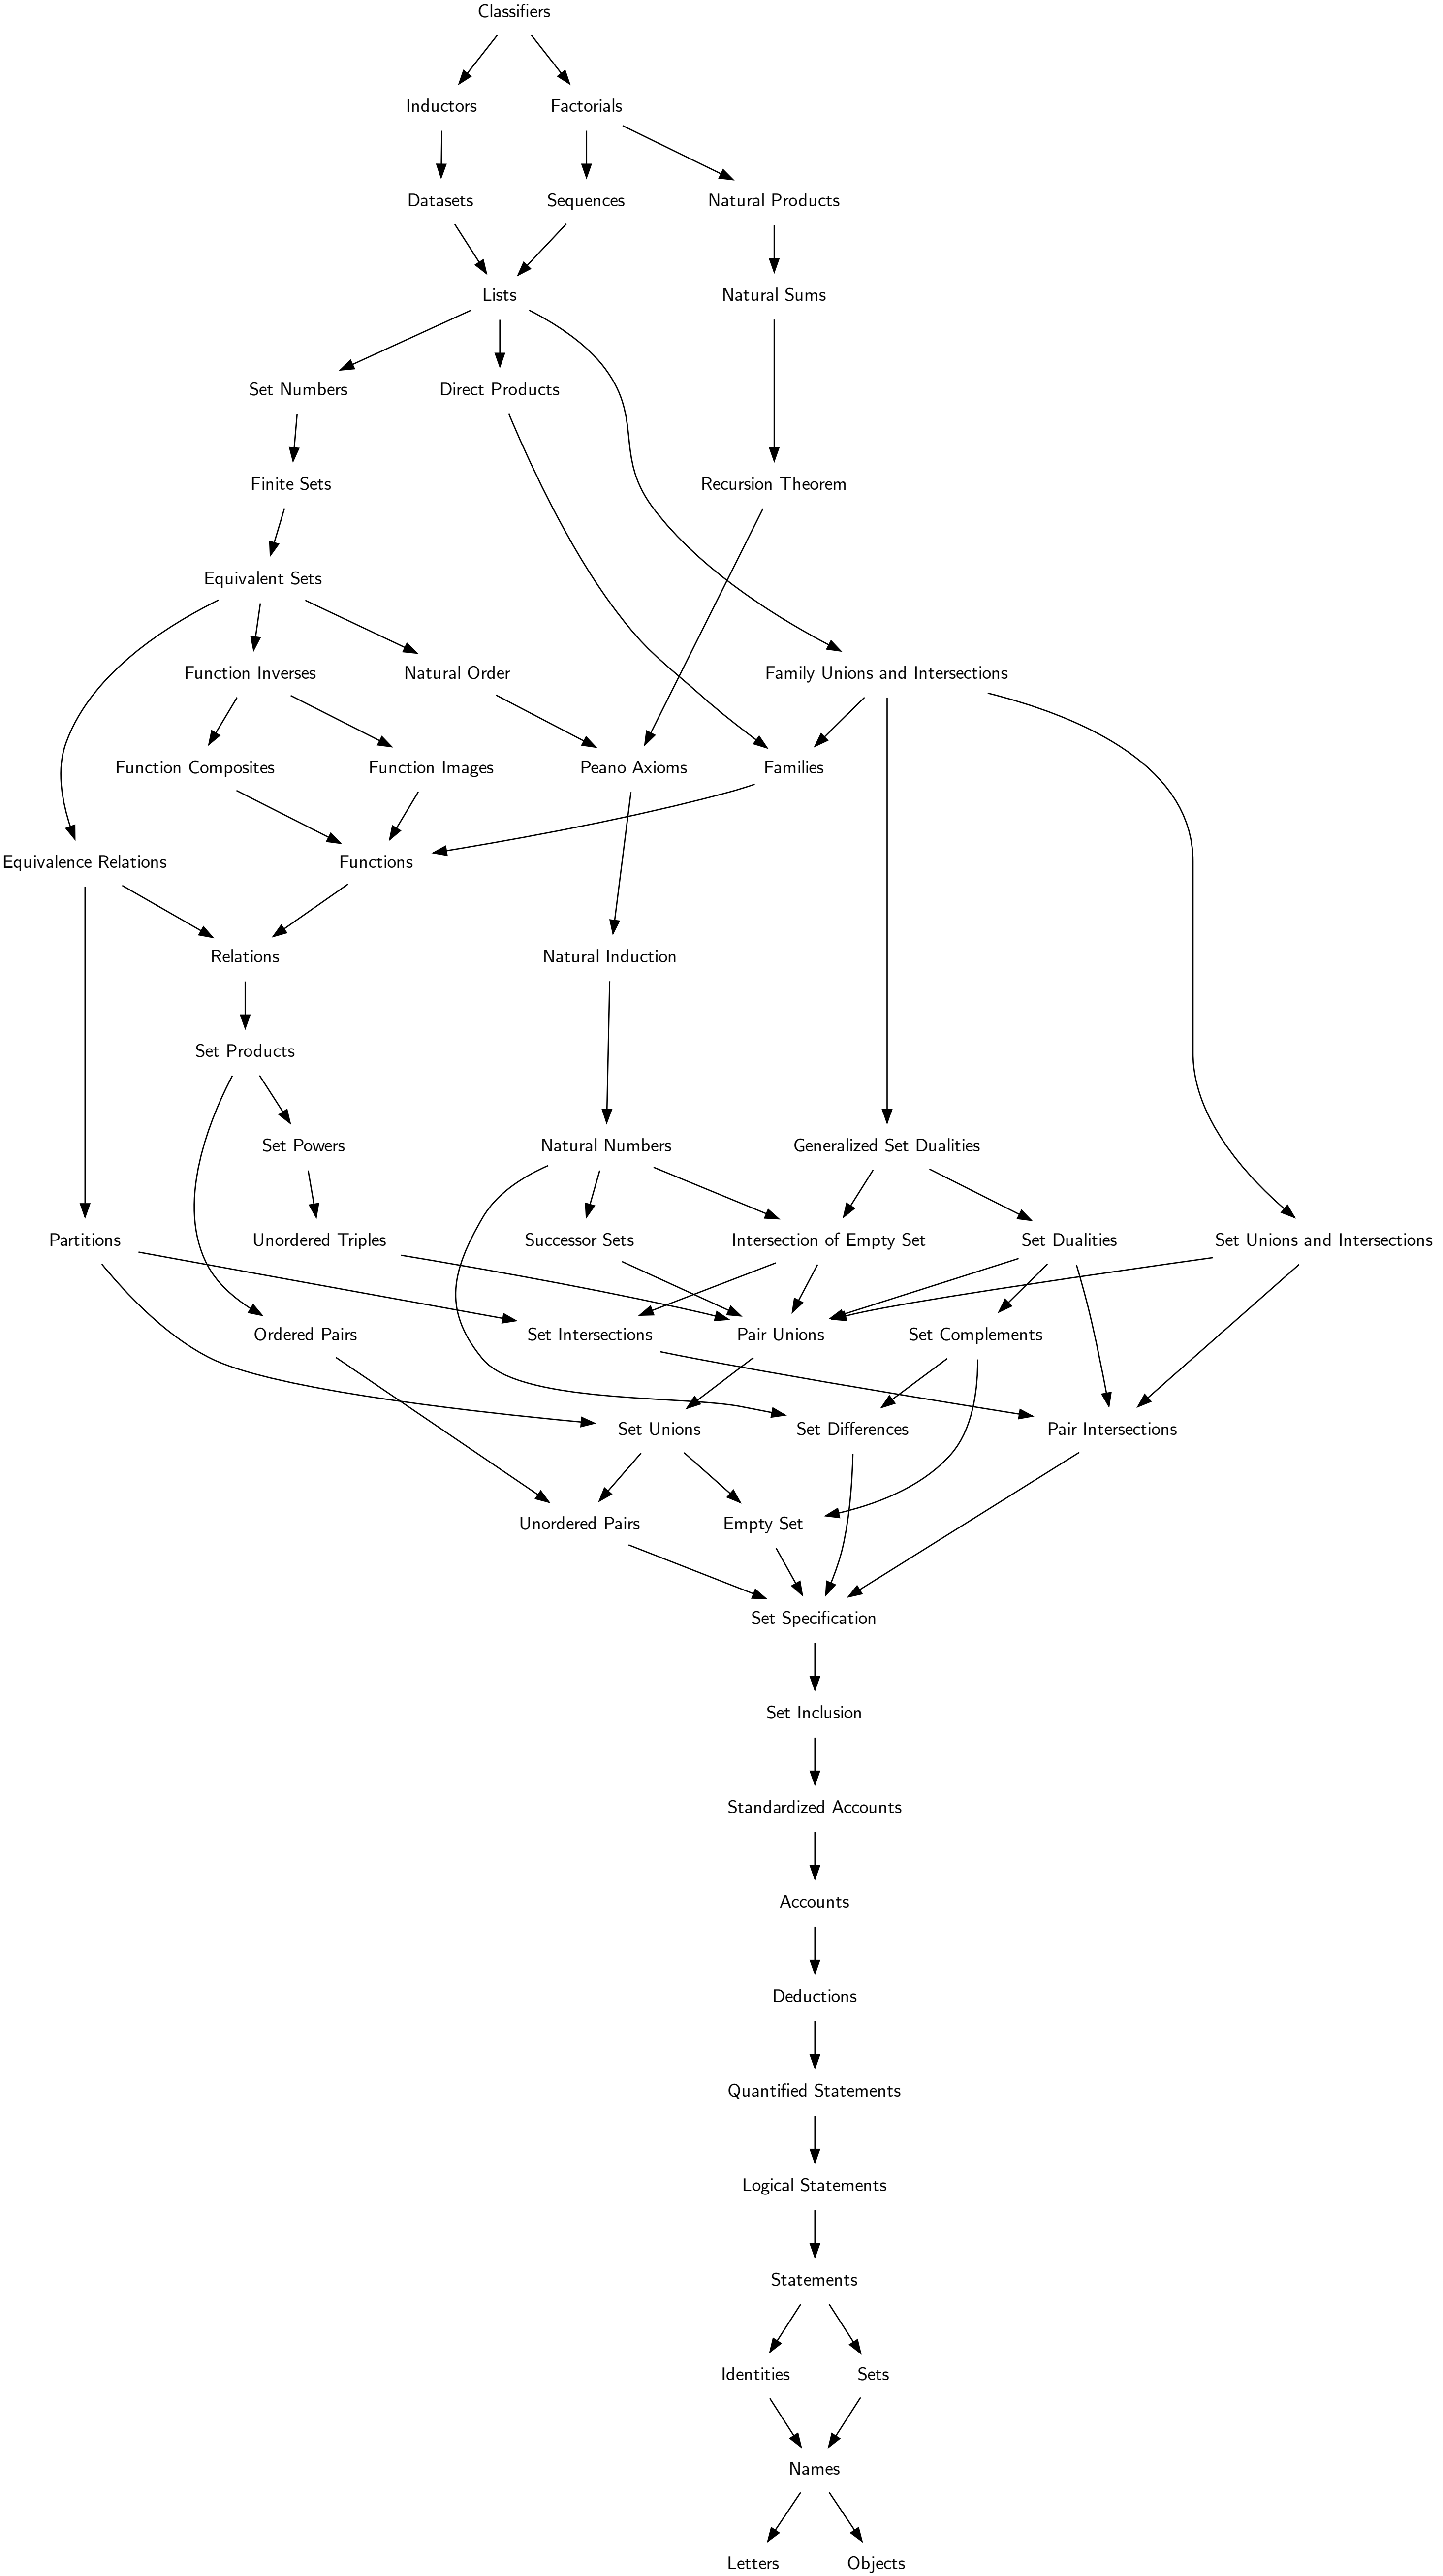 Classifiers
Inductors
Factorials
Datasets
Sequences
Natural Products
Lists
Natural Sums
Set Numbers
Direct Products
Finite Sets
Recursion Theorem
Equivalent Sets
Function Inverses
Natural Order
Family Unions and Intersections
Function Composites
Function Images
Peano Axioms
Families
Equivalence Relations
Functions
Relations
Natural Induction
Set Products
Set Powers
Natural Numbers
Generalized Set Dualities
Partitions
Unordered Triples
Successor Sets
Intersection of Empty Set
Set Dualities
Set Unions and Intersections
Ordered Pairs
Set Intersections
Pair Unions
Set Complements
Set Unions
Set Differences
Pair Intersections
Unordered Pairs
Empty Set
Set Specification
Set Inclusion
Standardized Accounts
Accounts
Deductions
Quantified Statements
Logical Statements
Statements
Identities
Sets
Names
Letters
Objects